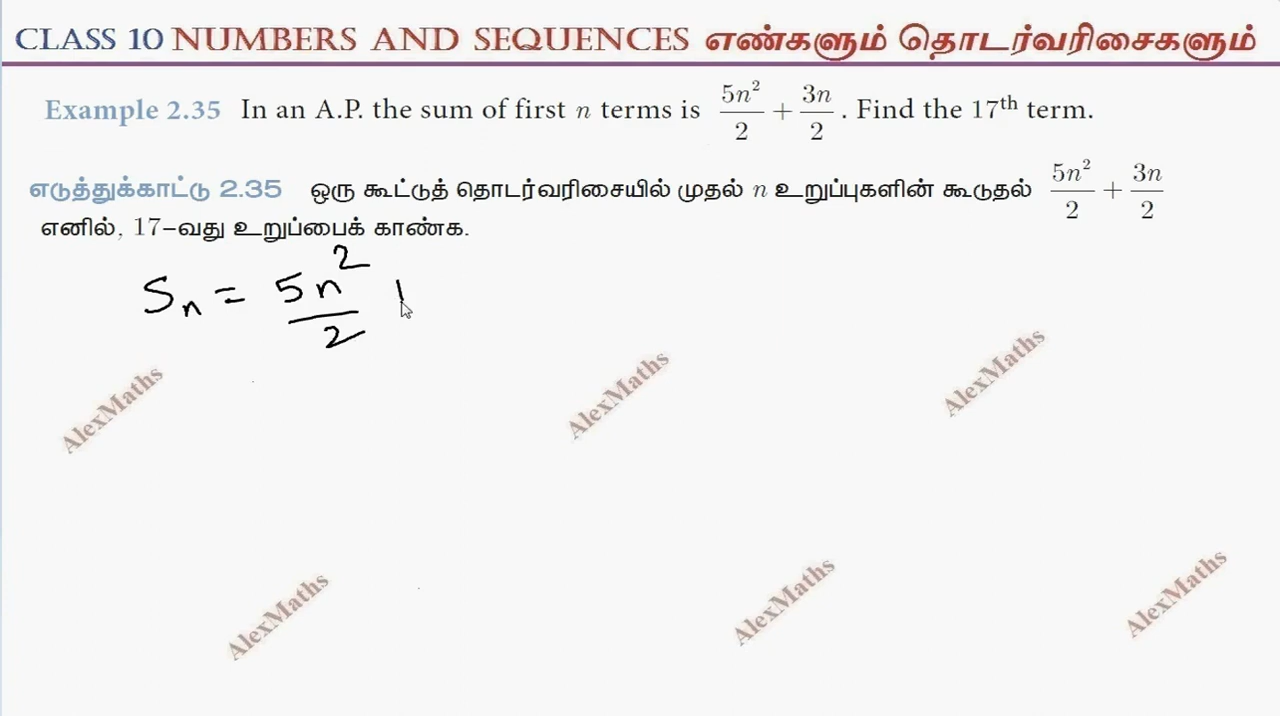 CLASS 10 NUMBERS AND SEQUENCES எண்களும் தொடர்வரிசைகளும்
Example 2.35 In an A.P. the sum of first n terms is 5n²/2 + 3n/2 . Find the 17th term.
எடுத்துக்காட்டு 2.35 ஒரு கூட்டுத் தொடர்வரிசையில் முதல் n உறுப்புகளின் கூடுதல் 5n²/2 + 3n/2
எனில், 17–வது உறுப்பைக் காண்க.
Sn = 5n²/2
AlexMaths
AlexMaths
AlexMaths
AlexMaths
AlexMaths
AlexMaths